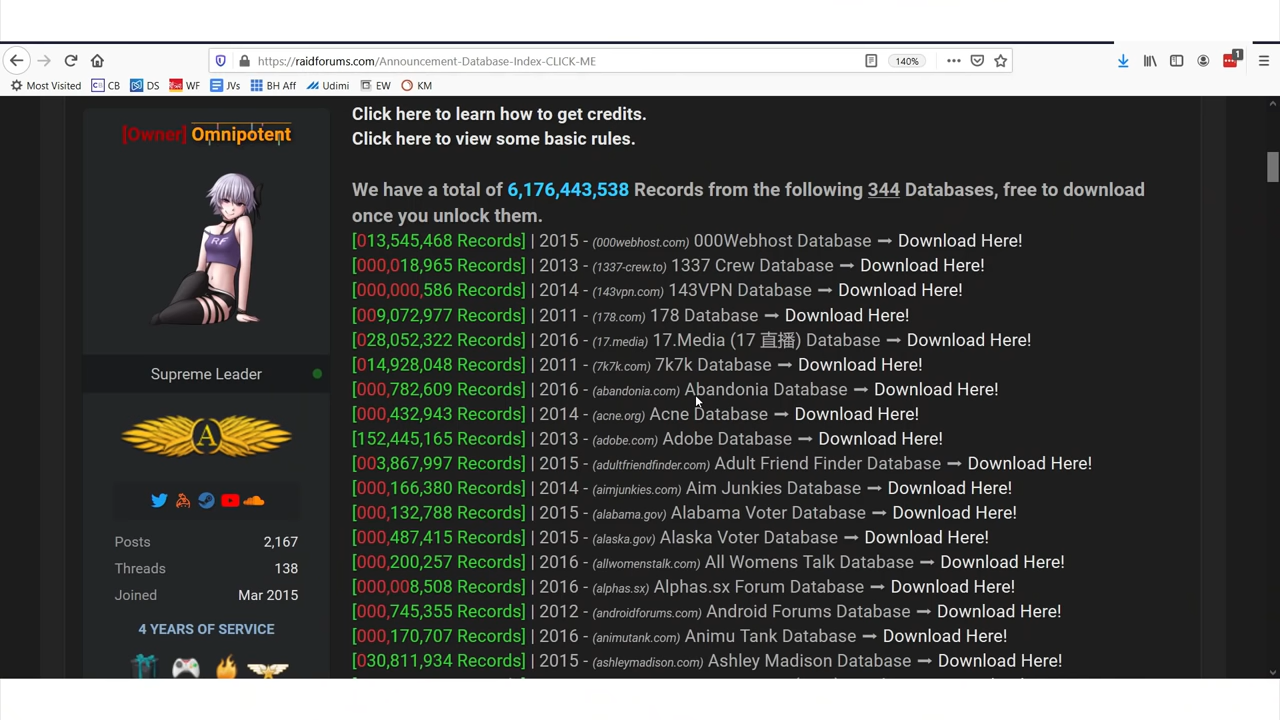 https://raidforums.com/Announcement-Database-Index-CLICK-ME
140%
1
Most Visited CB DS WF JVs BH Aff Udimi EW KM
[Owner] Omnipotent
RF
Supreme Leader
A
Posts 2,167
Threads 138
Joined Mar 2015
4 YEARS OF SERVICE
Click here to learn how to get credits.
Click here to view some basic rules.
We have a total of 6,176,443,538 Records from the following 344 Databases, free to download
once you unlock them.
[013,545,468 Records] | 2015 - (000webhost.com) 000Webhost Database ➞ Download Here!
[000,018,965 Records] | 2013 - (1337-crew.to) 1337 Crew Database ➞ Download Here!
[000,000,586 Records] | 2014 - (143vpn.com) 143VPN Database ➞ Download Here!
[009,072,977 Records] | 2011 - (178.com) 178 Database ➞ Download Here!
[028,052,322 Records] | 2016 - (17.media) 17.Media (17 直播) Database ➞ Download Here!
[014,928,048 Records] | 2011 - (7k7k.com) 7k7k Database ➞ Download Here!
[000,782,609 Records] | 2016 - (abandonia.com) Abandonia Database ➞ Download Here!
[000,432,943 Records] | 2014 - (acne.org) Acne Database ➞ Download Here!
[152,445,165 Records] | 2013 - (adobe.com) Adobe Database ➞ Download Here!
[003,867,997 Records] | 2015 - (adultfriendfinder.com) Adult Friend Finder Database ➞ Download Here!
[000,166,380 Records] | 2014 - (aimjunkies.com) Aim Junkies Database ➞ Download Here!
[000,132,788 Records] | 2015 - (alabama.gov) Alabama Voter Database ➞ Download Here!
[000,487,415 Records] | 2015 - (alaska.gov) Alaska Voter Database ➞ Download Here!
[000,200,257 Records] | 2016 - (allwomenstalk.com) All Womens Talk Database ➞ Download Here!
[000,008,508 Records] | 2016 - (alphas.sx) Alphas.sx Forum Database ➞ Download Here!
[000,745,355 Records] | 2012 - (androidforums.com) Android Forums Database ➞ Download Here!
[000,170,707 Records] | 2016 - (animutank.com) Animu Tank Database ➞ Download Here!
[030,811,934 Records] | 2015 - (ashleymadison.com) Ashley Madison Database ➞ Download Here!